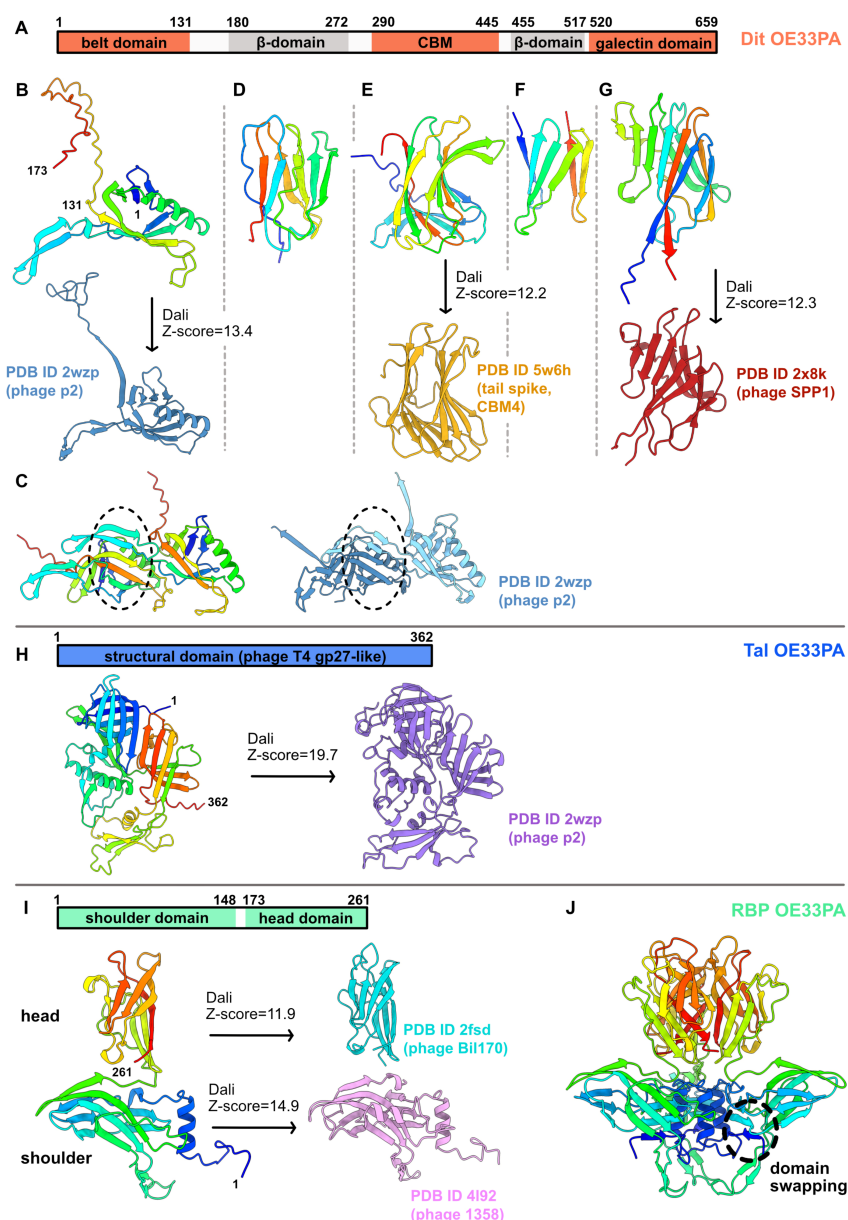 A
1 131 180 272 290 445 455 517 520 659
belt domain β-domain CBM β-domain galectin domain
Dit OE33PA
B D E F G
173
131
1
Dali
Z-score=13.4
Dali
Z-score=12.2
Dali
Z-score=12.3
PDB ID 2wzp
(phage p2)
PDB ID 5w6h
(tail spike,
CBM4)
PDB ID 2x8k
(phage SPP1)
C
PDB ID 2wzp
(phage p2)
1 362
H structural domain (phage T4 gp27-like)
Tal OE33PA
1
362
Dali
Z-score=19.7
PDB ID 2wzp
(phage p2)
1 148 173 261
I shoulder domain head domain
J RBP OE33PA
head
261
Dali
Z-score=11.9
PDB ID 2fsd
(phage Bil170)
shoulder
1
Dali
Z-score=14.9
PDB ID 4l92
(phage 1358)
domain
swapping